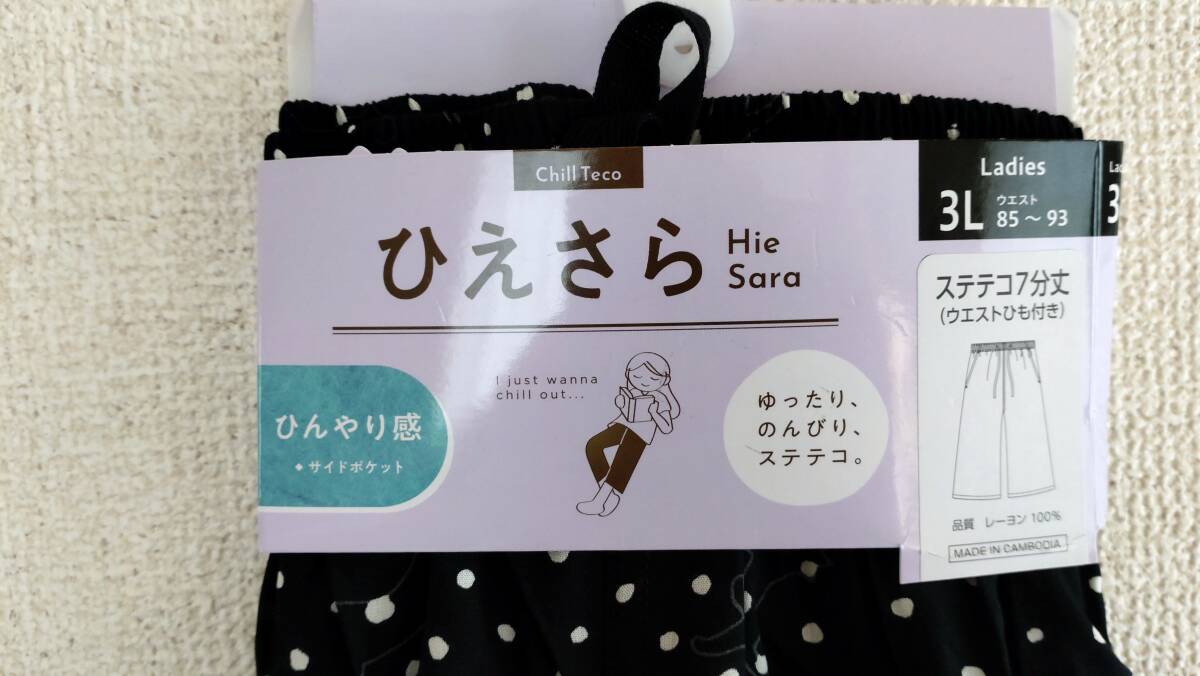 Chill Teco
ひえさら
Hie
Sara
I just wanna
chill out...
ひんやり感
◆サイドポケット
ゆったり、
のんびり、
ステテコ。
Ladies
3L
ウエスト
85～93
ステテコ7分丈
(ウエストひも付き)
品質 レーヨン 100%
MADE IN CAMBODIA